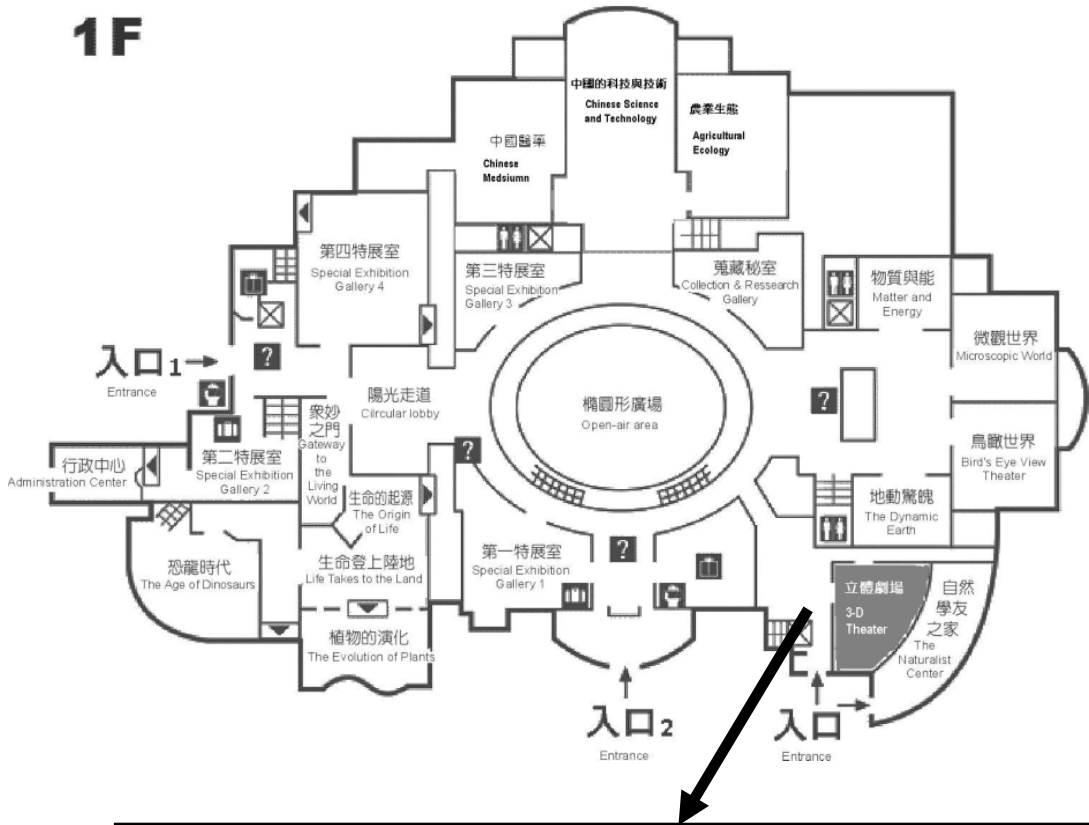 1F
中國的科技與技術
Chinese Science
and Technology
農業生態
Agricultural
Ecology
中國醫藥
Chinese
Medsiumn
第四特展室
Special Exhibition
Gallery 4
第三特展室
Special Exhibition
Gallery 3
蒐藏秘室
Collection & Ressearch
Gallery
物質與能
Matter and
Energy
微觀世界
Microscopic World
入口1
Entrance
?
陽光走道
Cilrcular lobby
橢圓形廣場
Open-air area
?
鳥瞰世界
Bird's Eye View
Theater
眾妙
之門
Gateway
to
the
Living
World
?
行政中心
Administration Center
第二特展室
Special Exhibition
Gallery 2
生命的起源
The Origin
of Life
地動驚魄
The Dynamic
Earth
恐龍時代
The Age of Dinosaurs
生命登上陸地
Life Takes to the Land
第一特展室
Special Exhibition
Gallery 1
?
立體劇場
3-D
Theater
自然
學友
之家
The
Naturalist
Center
植物的演化
The Evolution of Plants
入口2
Entrance
入口
Entrance